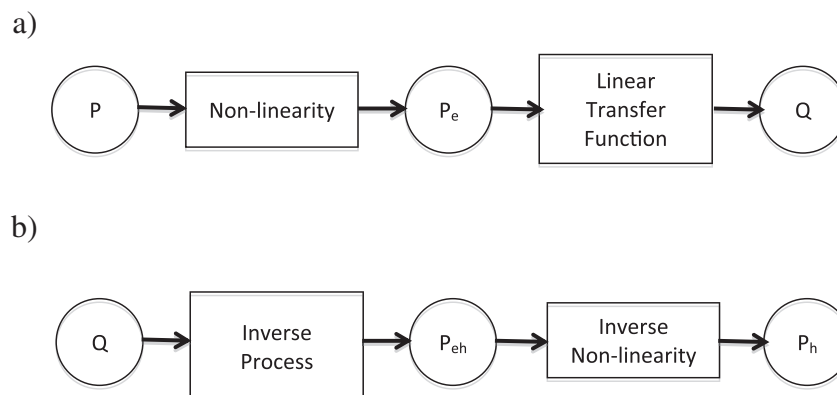 a)
P
Non-linearity
Pe
Linear
Transfer
Function
Q
b)
Q
Inverse
Process
Peh
Inverse
Non-linearity
Ph